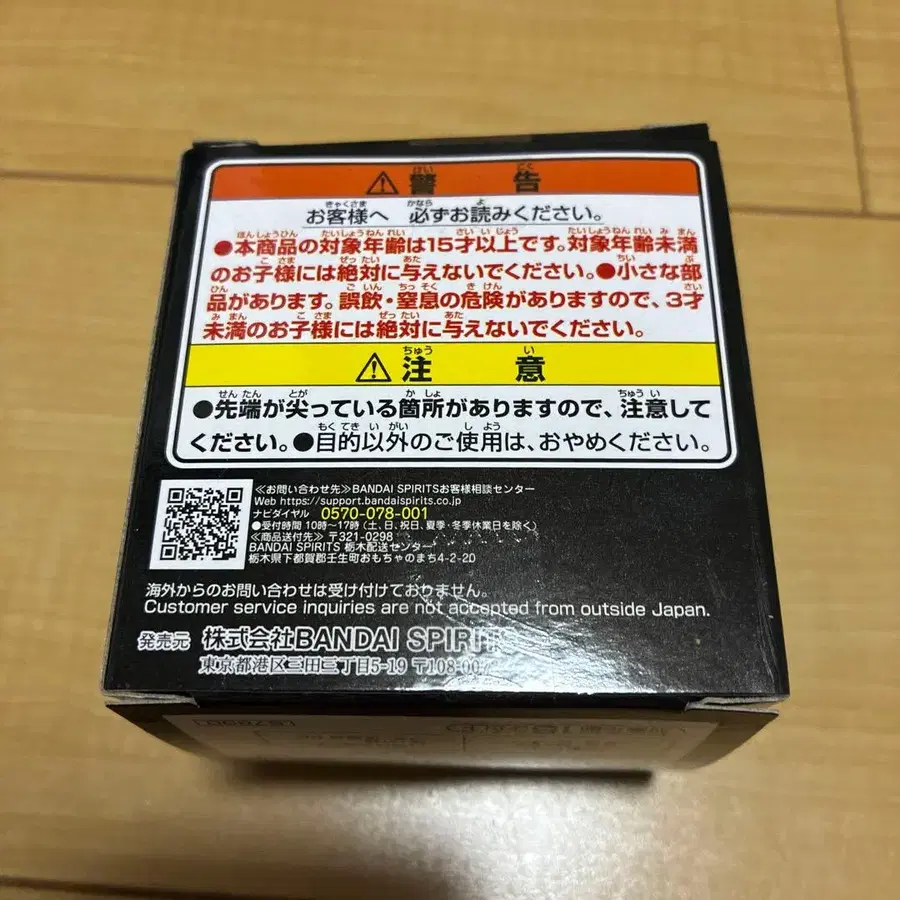 ⚠警告
お客様へ 必ずお読みください。
●本商品の対象年齢は15才以上です。対象年齢未満
のお子様には絶対に与えないでください。●小さな部
品があります。誤飲・窒息の危険がありますので、3才
未満のお子様には絶対に与えないでください。
⚠注意
●先端が尖っている箇所がありますので、注意して
ください。●目的以外のご使用は、おやめください。
≪お問い合わせ先≫BANDAI SPIRITSお客様相談センター
Web https://support.bandaispirits.co.jp
ナビダイヤル 0570-078-001
●受付時間 10時～17時 (土、日、祝日、夏季・冬季休業日を除く)
≪商品送付先≫ 〒321-0298
BANDAI SPIRITS 栃木配送センター
栃木県下都賀郡壬生町おもちゃのまち4-2-20
海外からのお問い合わせは受け付けておりません。
Customer service inquiries are not accepted from outside Japan.
発売元 株式会社BANDAI SPIRITS
東京都港区三田三丁目5-19 〒108-00